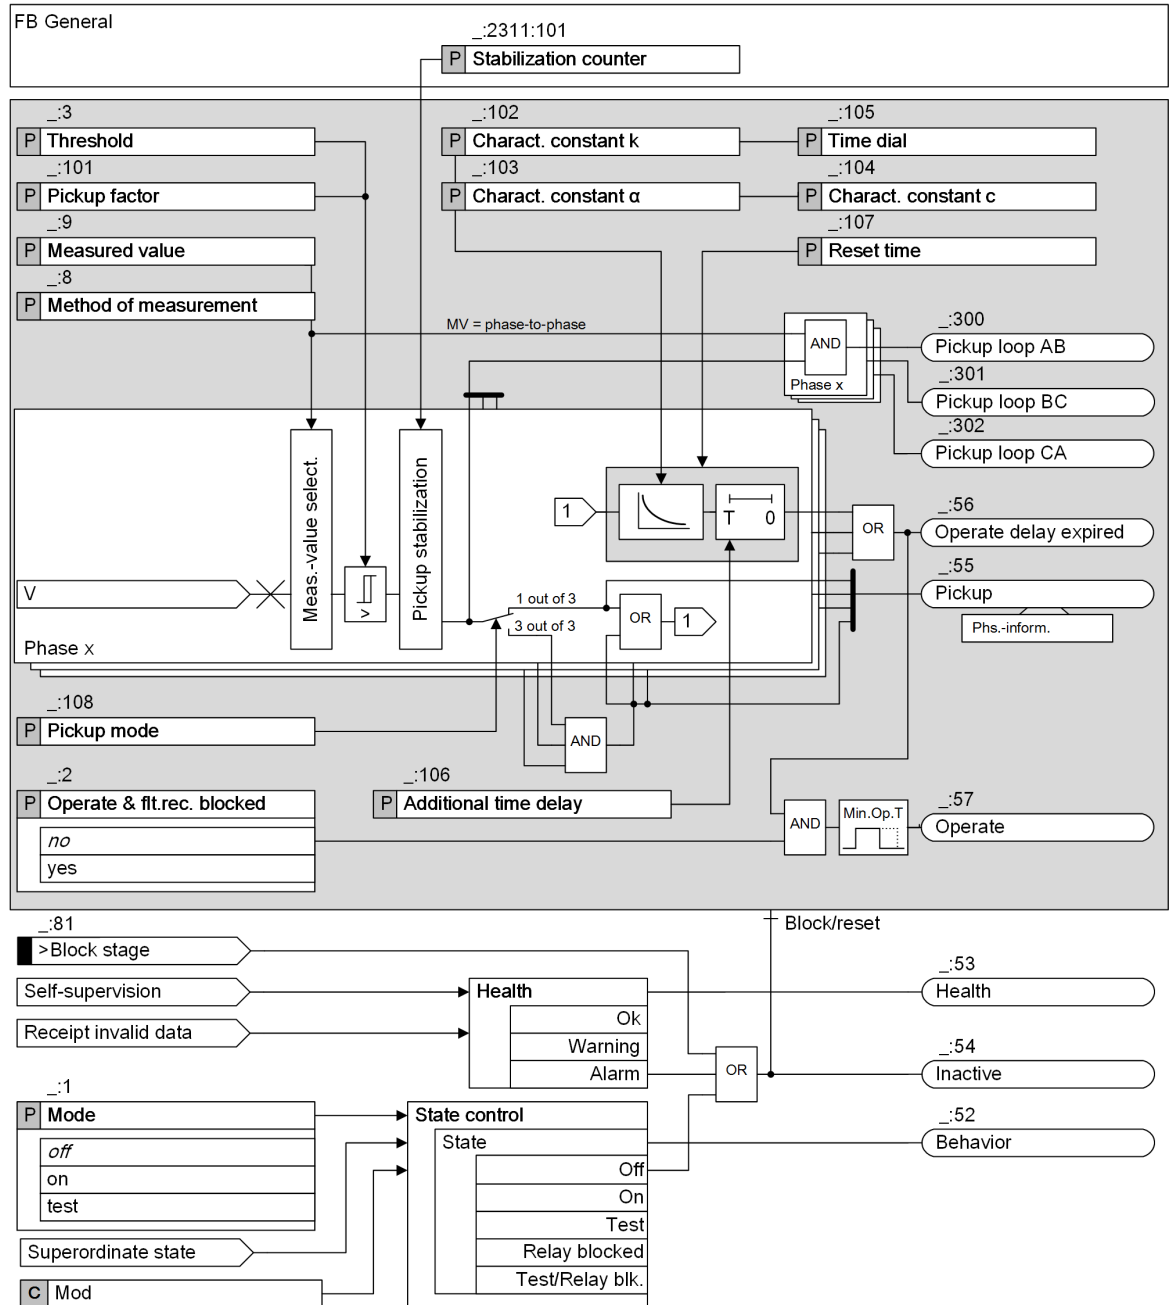 FB General
_:2311:101
P Stabilization counter
_:3
P Threshold
_:102
P Charact. constant k
_:105
P Time dial
_:101
P Pickup factor
_:103
P Charact. constant α
_:104
P Charact. constant c
_:9
P Measured value
_:107
P Reset time
_:8
P Method of measurement
MV = phase-to-phase
AND
Phase x
_:300
Pickup loop AB
_:301
Pickup loop BC
_:302
Pickup loop CA
Meas.-value select.
Pickup stabilization
1
T 0
OR
_:56
Operate delay expired
V
>
1 out of 3
3 out of 3
OR
1
_:55
Pickup
Phs.-inform.
Phase x
_:108
P Pickup mode
AND
_:2
P Operate & flt.rec. blocked
no
yes
_:106
P Additional time delay
AND
Min.Op.T
_:57
Operate
Block/reset
_:81
>Block stage
Self-supervision
Receipt invalid data
Health
Ok
Warning
Alarm
OR
_:53
Health
_:54
Inactive
_:1
P Mode
off
on
test
State control
State
Off
On
Test
Relay blocked
Test/Relay blk.
_:52
Behavior
Superordinate state
C Mod